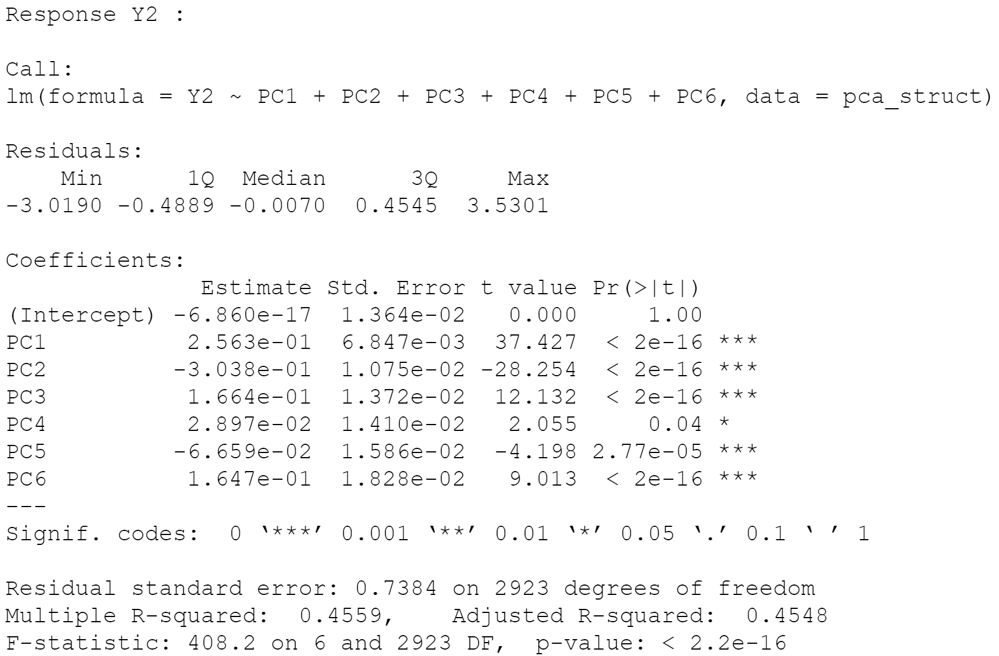 Response Y2 :
Call:
lm(formula = Y2 ~ PC1 + PC2 + PC3 + PC4 + PC5 + PC6, data = pca_struct)
Residuals:
    Min      1Q  Median      3Q     Max
-3.0190 -0.4889 -0.0070  0.4545  3.5301
Coefficients:
              Estimate Std. Error t value Pr(>|t|)
(Intercept) -6.860e-17  1.364e-02   0.000     1.00
PC1          2.563e-01  6.847e-03  37.427  < 2e-16 ***
PC2         -3.038e-01  1.075e-02 -28.254  < 2e-16 ***
PC3          1.664e-01  1.372e-02  12.132  < 2e-16 ***
PC4          2.897e-02  1.410e-02   2.055     0.04 *
PC5         -6.659e-02  1.586e-02  -4.198 2.77e-05 ***
PC6          1.647e-01  1.828e-02   9.013  < 2e-16 ***
---
Signif. codes:  0 ‘***’ 0.001 ‘**’ 0.01 ‘*’ 0.05 ‘.’ 0.1 ‘ ’ 1
Residual standard error: 0.7384 on 2923 degrees of freedom
Multiple R-squared:  0.4559,    Adjusted R-squared:  0.4548
F-statistic: 408.2 on 6 and 2923 DF,  p-value: < 2.2e-16